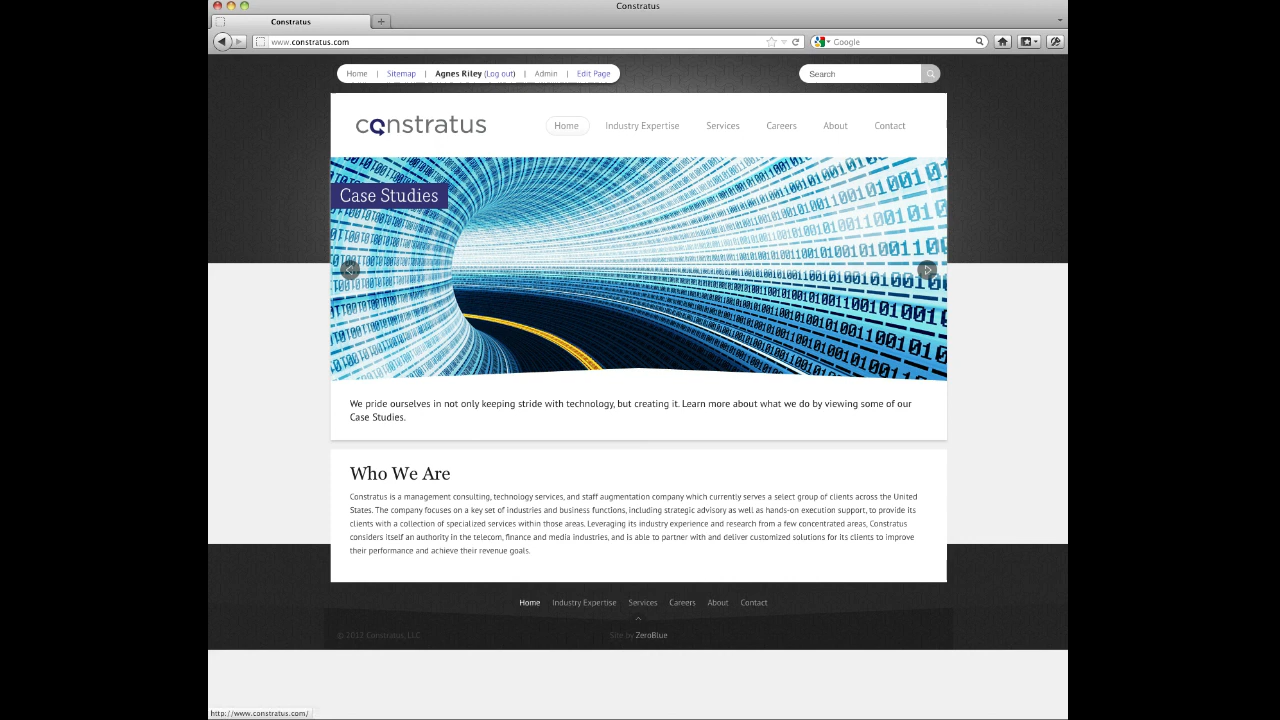 Constratus
Constratus
www.constratus.com
Google
Home | Sitemap | Agnes Riley (Log out) | Admin | Edit Page
Search
constratus
Home Industry Expertise Services Careers About Contact
Case Studies
We pride ourselves in not only keeping stride with technology, but creating it. Learn more about what we do by viewing some of our
Case Studies.
Who We Are
Constratus is a management consulting, technology services, and staff augmentation company which currently serves a select group of clients across the United
States. The company focuses on a key set of industries and business functions, including strategic advisory as well as hands-on execution support, to provide its
clients with a collection of specialized services within those areas. Leveraging its industry experience and research from a few concentrated areas, Constratus
considers itself an authority in the telecom, finance and media industries, and is able to partner with and deliver customized solutions for its clients to improve
their performance and achieve their revenue goals.
Home Industry Expertise Services Careers About Contact
© 2012 Constratus, LLC
Site by ZeroBlue
http://www.constratus.com/